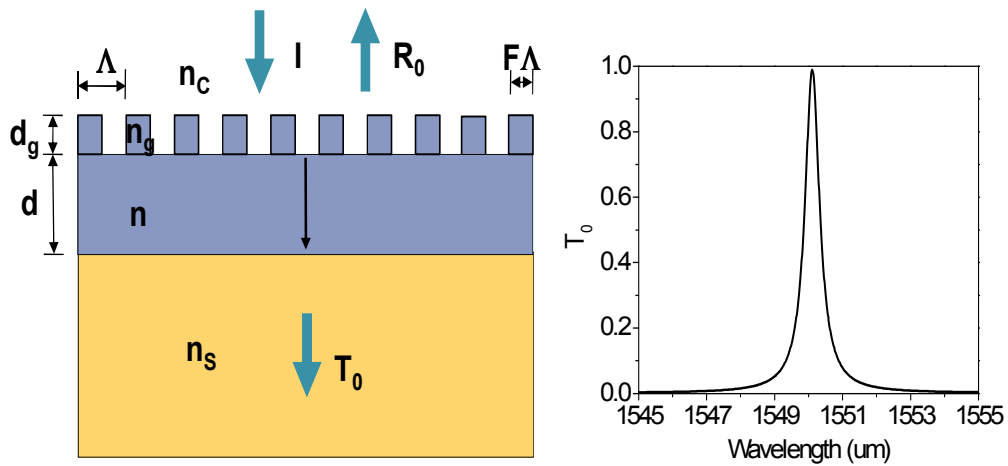 Λ
n_C
I
R_0
FΛ
d_g
n_g
d
n
n_S
T_0
T_0
1.0
0.8
0.6
0.4
0.2
0.0
1545 1547 1549 1551 1553 1555
Wavelength (um)